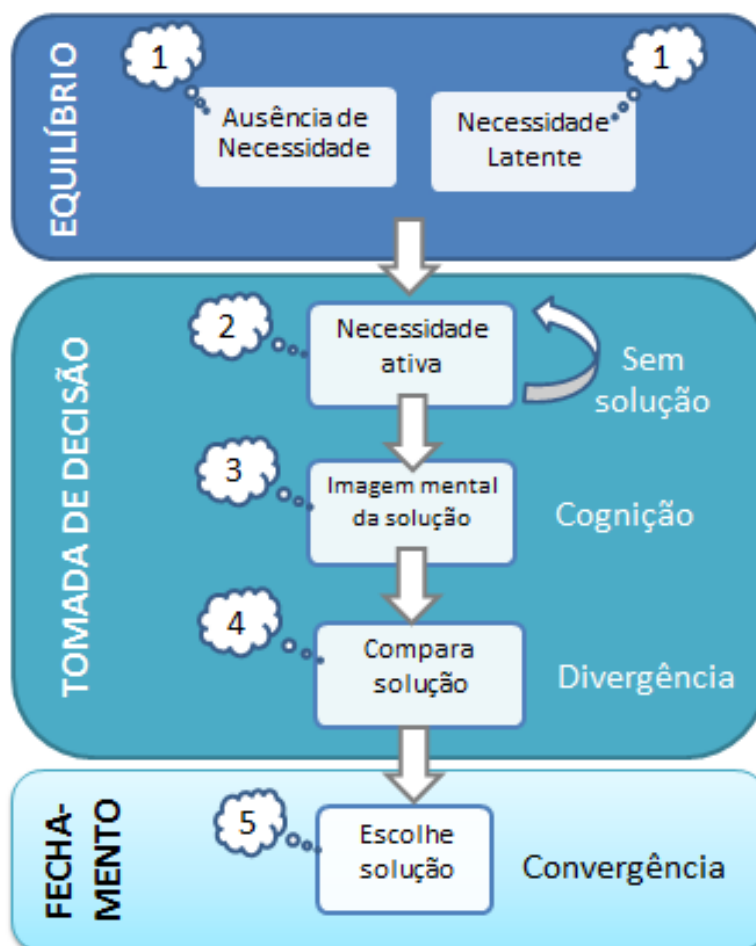 EQUILÍBRIO
1
Ausência de
Necessidade
1
Necessidade
Latente
TOMADA DE DECISÃO
2
Necessidade
ativa
Sem
solução
3
Imagem mental
da solução
Cognição
4
Compara
solução
Divergência
FECHA-
MENTO
5
Escolhe
solução
Convergência